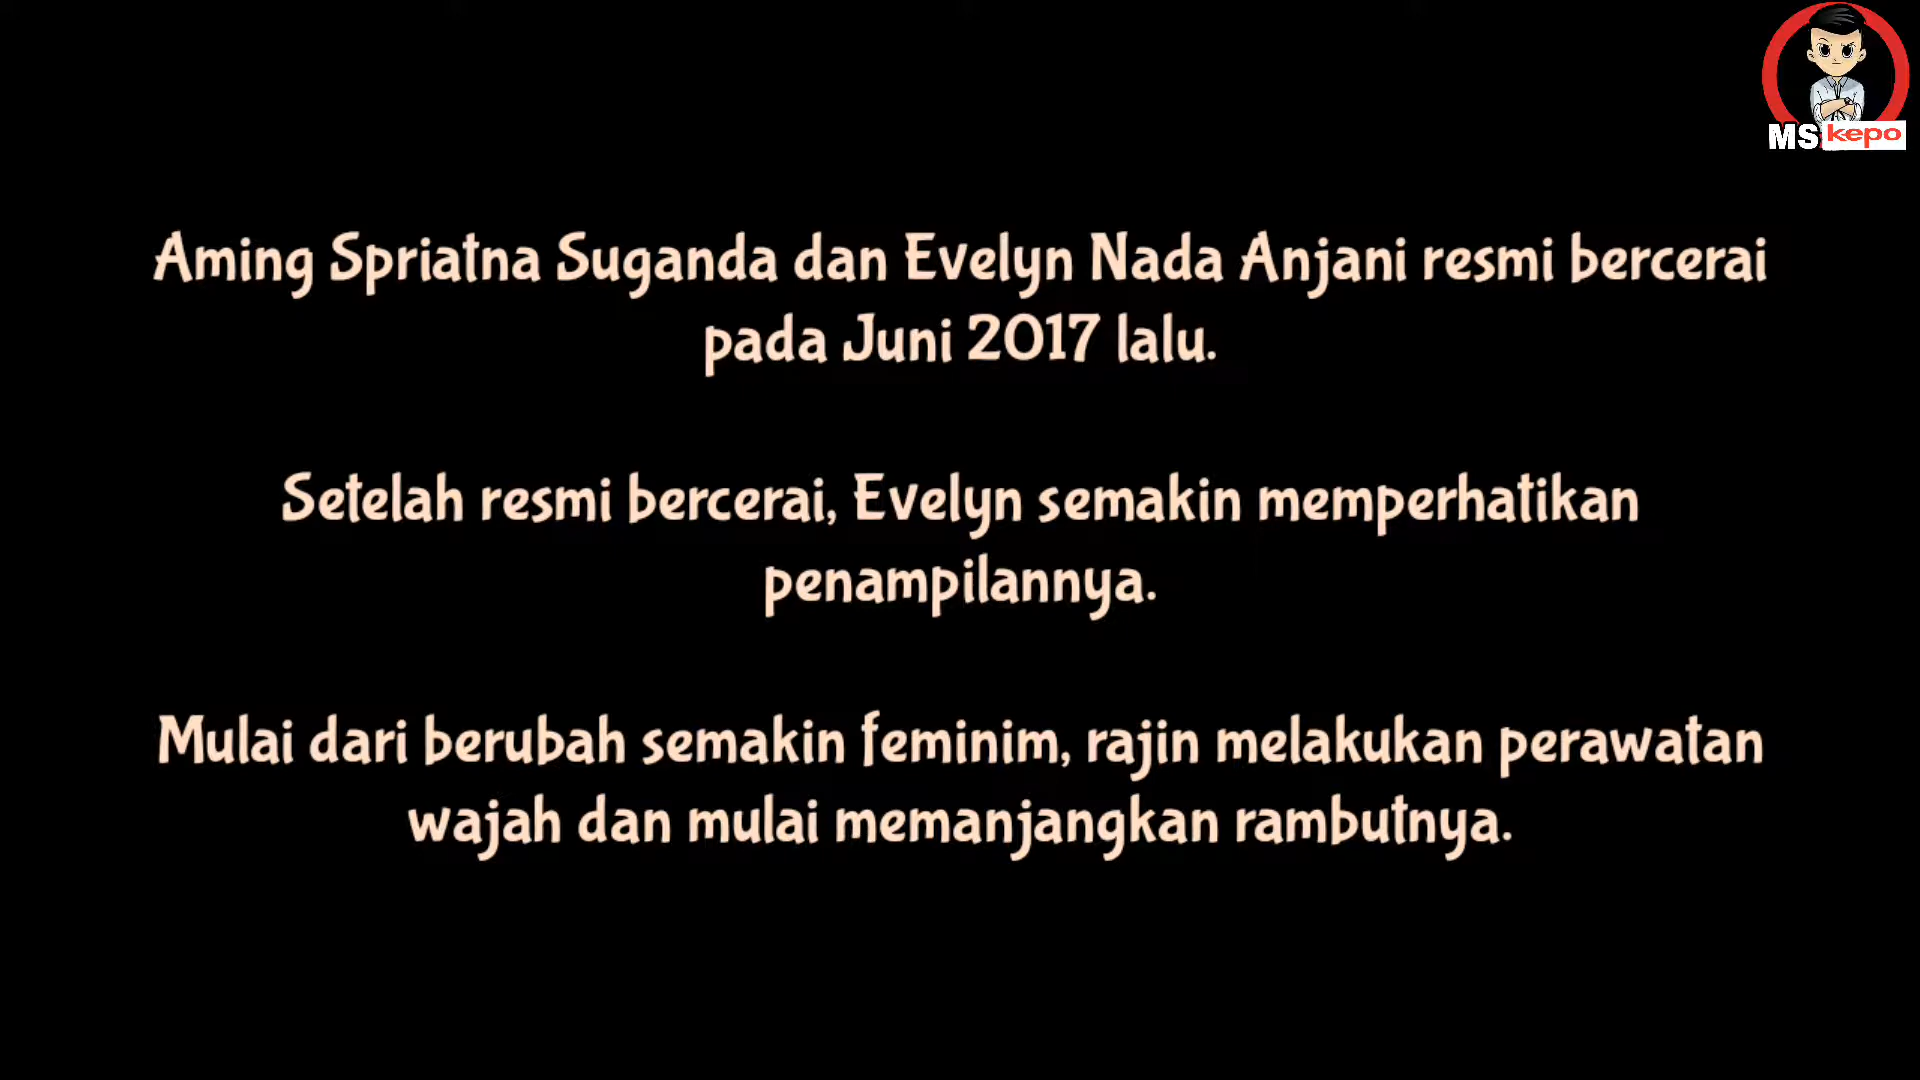 MS kepo
Aming Spriatna Suganda dan Evelyn Nada Anjani resmi bercerai
pada Juni 2017 lalu.
Setelah resmi bercerai, Evelyn semakin memperhatikan
penampilannya.
Mulai dari berubah semakin feminim, rajin melakukan perawatan
wajah dan mulai memanjangkan rambutnya.